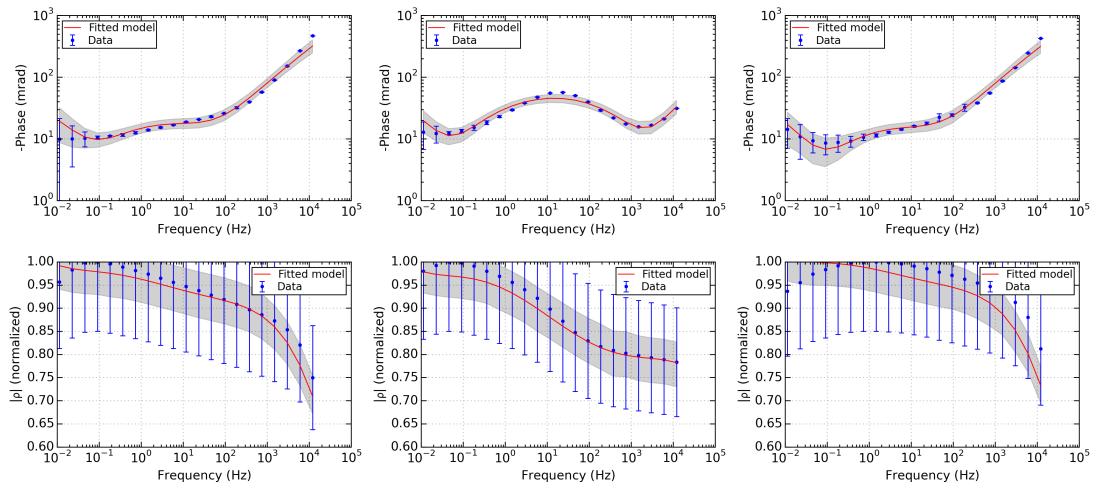 -Phase (mrad)
10³
10²
10¹
10⁰
Fitted model
Data
10⁻² 10⁻¹ 10⁰ 10¹ 10² 10³ 10⁴ 10⁵
Frequency (Hz)
-Phase (mrad)
10³
10²
10¹
10⁰
Fitted model
Data
10⁻² 10⁻¹ 10⁰ 10¹ 10² 10³ 10⁴ 10⁵
Frequency (Hz)
-Phase (mrad)
10³
10²
10¹
10⁰
Fitted model
Data
10⁻² 10⁻¹ 10⁰ 10¹ 10² 10³ 10⁴ 10⁵
Frequency (Hz)
|ρ| (normalized)
1.00
0.95
0.90
0.85
0.80
0.75
0.70
0.65
0.60
Fitted model
Data
10⁻² 10⁻¹ 10⁰ 10¹ 10² 10³ 10⁴ 10⁵
Frequency (Hz)
|ρ| (normalized)
1.00
0.95
0.90
0.85
0.80
0.75
0.70
0.65
0.60
Fitted model
Data
10⁻² 10⁻¹ 10⁰ 10¹ 10² 10³ 10⁴ 10⁵
Frequency (Hz)
|ρ| (normalized)
1.00
0.95
0.90
0.85
0.80
0.75
0.70
0.65
0.60
Fitted model
Data
10⁻² 10⁻¹ 10⁰ 10¹ 10² 10³ 10⁴ 10⁵
Frequency (Hz)